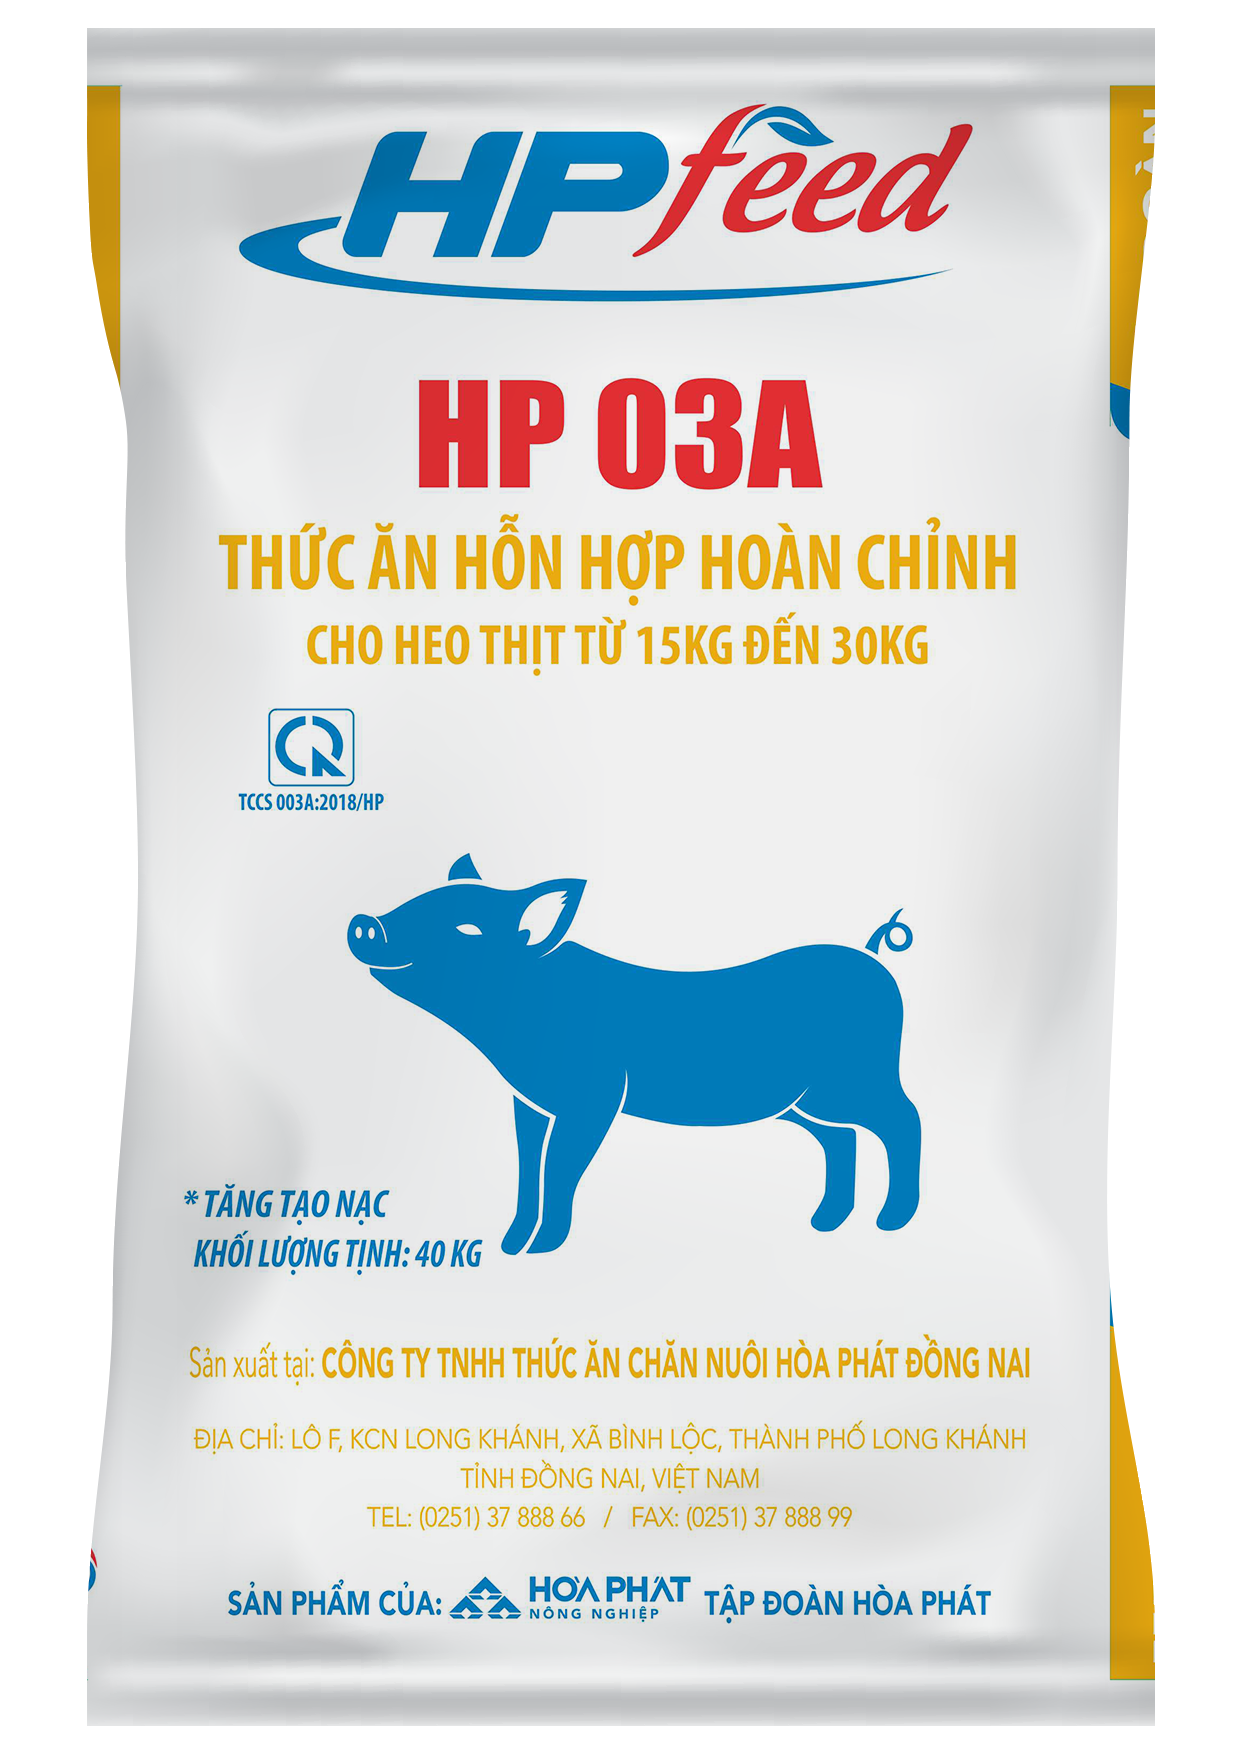 HP feed
HP 03A
THỨC ĂN HỖN HỢP HOÀN CHỈNH
CHO HEO THỊT TỪ 15KG ĐẾN 30KG
TCCS 003A:2018/HP
* TĂNG TẠO NẠC
KHỐI LƯỢNG TỊNH: 40 KG
Sản xuất tại: CÔNG TY TNHH THỨC ĂN CHĂN NUÔI HÒA PHÁT ĐỒNG NAI
ĐỊA CHỈ: LÔ F, KCN LONG KHÁNH, XÃ BÌNH LỘC, THÀNH PHỐ LONG KHÁNH
TỈNH ĐỒNG NAI, VIỆT NAM
TEL: (0251) 37 888 66 / FAX: (0251) 37 888 99
SẢN PHẨM CỦA: HÒA PHÁT NÔNG NGHIỆP TẬP ĐOÀN HÒA PHÁT